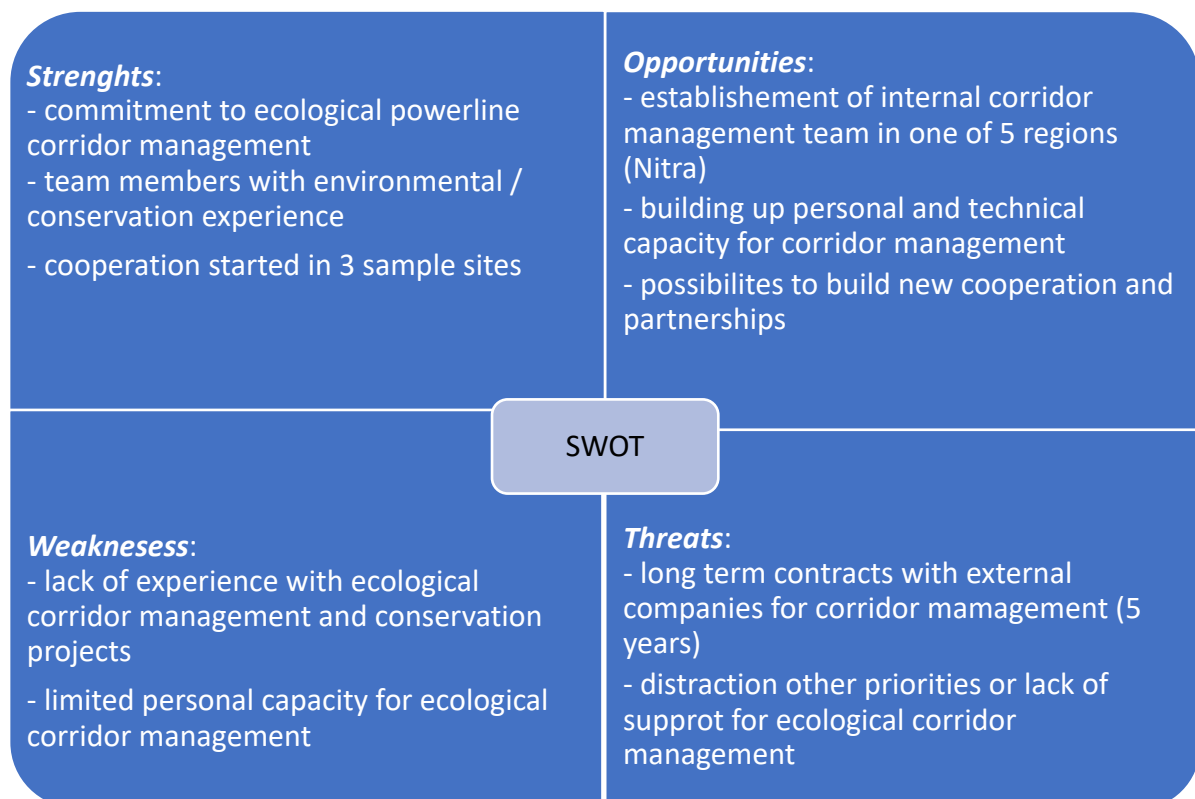 Strenghts:
- commitment to ecological powerline
corridor management
- team members with environmental /
conservation experience
- cooperation started in 3 sample sites
Opportunities:
- establishement of internal corridor
management team in one of 5 regions
(Nitra)
- building up personal and technical
capacity for corridor management
- possibilites to build new cooperation and
partnerships
SWOT
Weaknesess:
- lack of experience with ecological
corridor management and conservation
projects
- limited personal capacity for ecological
corridor management
Threats:
- long term contracts with external
companies for corridor mamagement (5
years)
- distraction other priorities or lack of
supprot for ecological corridor
management